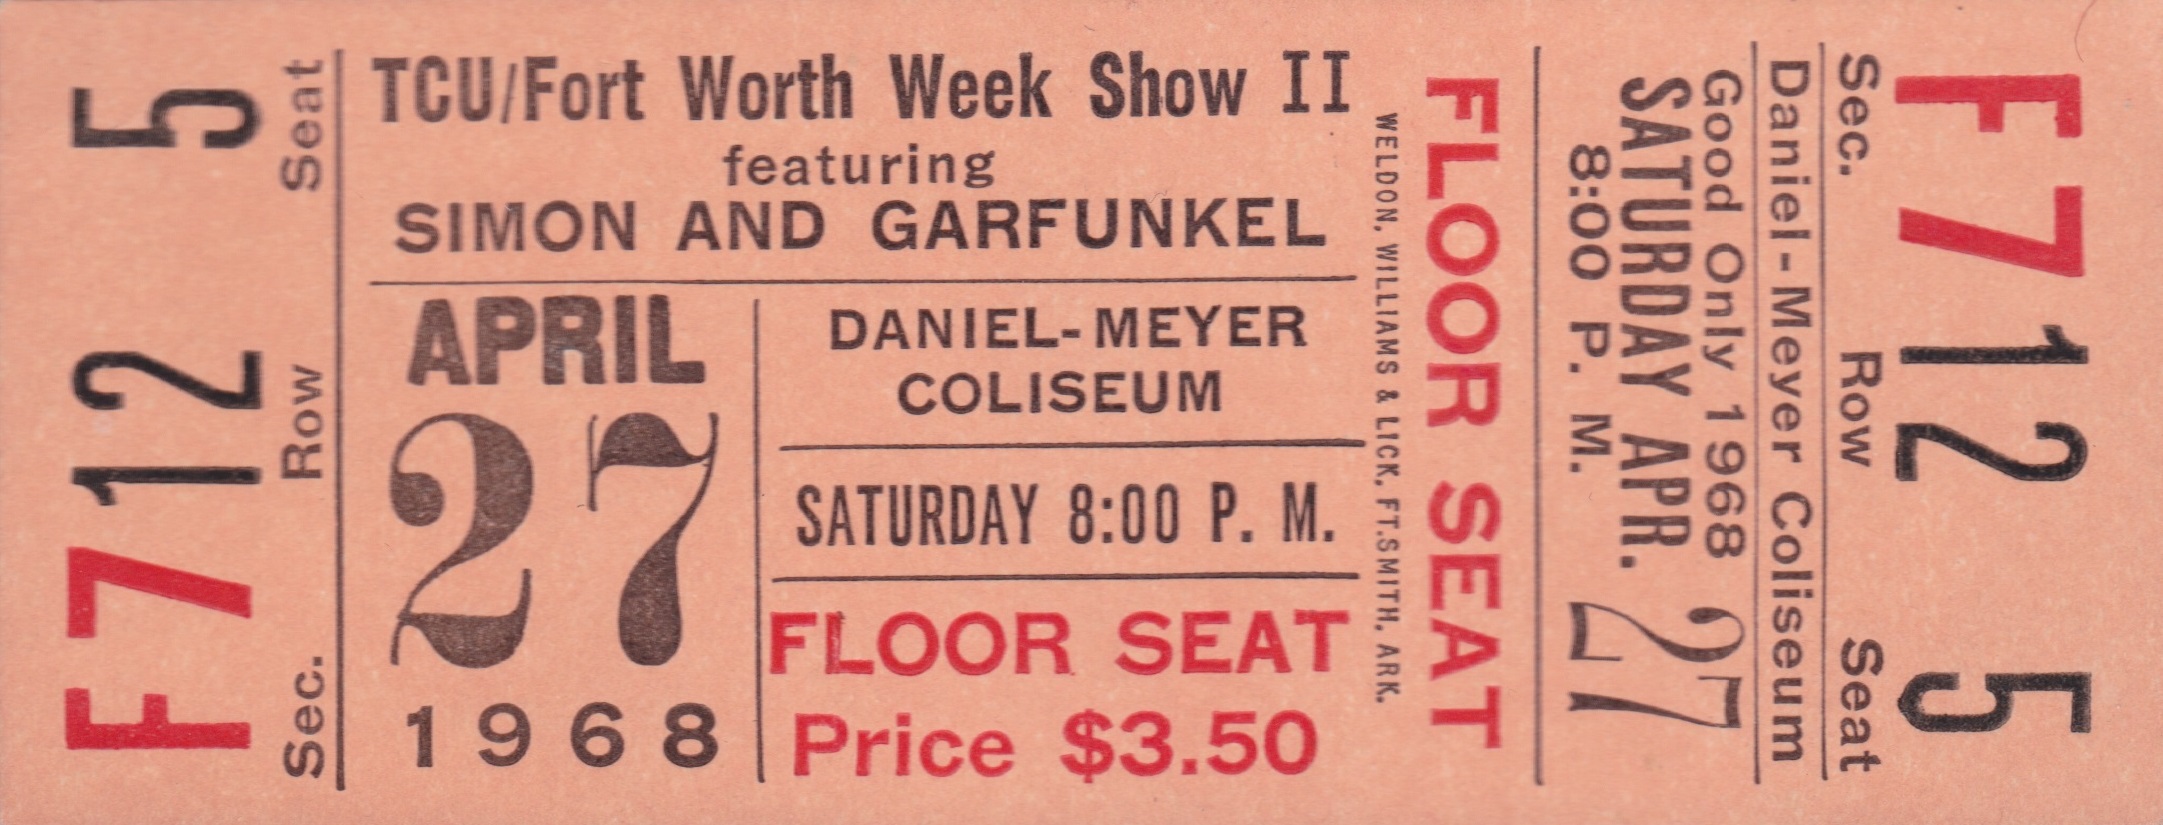 Sec. Row Seat
F7 12 5
TCU/Fort Worth Week Show II
featuring
SIMON AND GARFUNKEL
APRIL
27
1968
DANIEL-MEYER
COLISEUM
SATURDAY 8:00 P. M.
FLOOR SEAT
Price $3.50
WELDON, WILLIAMS & LICK, FT.SMITH, ARK.
FLOOR SEAT
Sec. Row Seat
F7 12 5
Daniel-Meyer Coliseum
Good Only 1968
SATURDAY APR. 27
8:00 P. M.